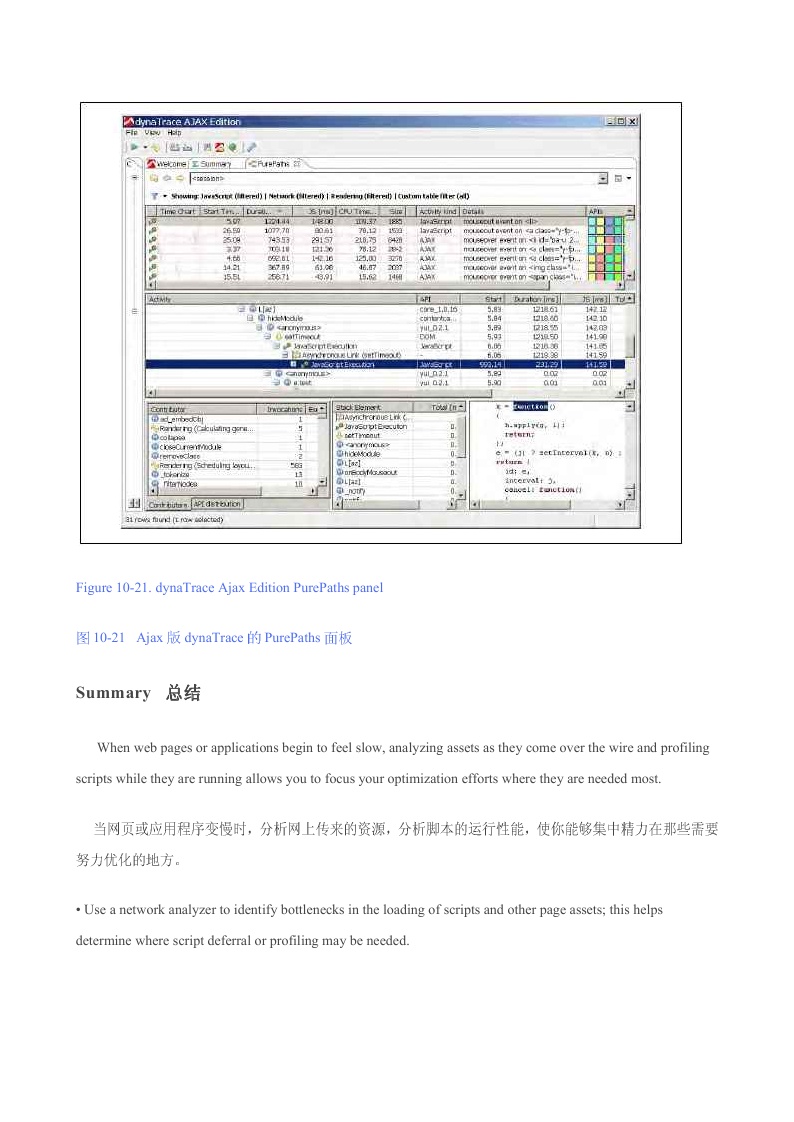 dynaTrace AJAX Edition
File View Help
Welcome Summary PurePaths
<session>
Showing: JavaScript (filtered) | Network (filtered) | Rendering (filtered) | Custom table filter (all)
Time Chart Start Tim... Durati... JS [ms] CPU Time... Size Activity kind Details APIs
5.07 1224.44 148.00 109.37 1885 JavaScript mouseout event on <li>
26.59 1077.70 80.61 78.12 1533 JavaScript mouseout event on <a class="y-fp-...
25.09 743.53 291.57 218.75 8428 AJAX mouseover event on <li id="pa-u_2...
3.37 703.18 121.36 78.12 2842 AJAX mouseover event on <a class="y-fp...
4.66 692.61 142.16 125.00 3276 AJAX mouseover event on <i class="y-fp...
14.21 367.89 61.98 46.87 2037 AJAX mouseover event on <img class="i...
15.51 258.71 43.91 15.62 1468 AJAX mouseover event on <span class="i...
Activity API Start Duration [ms] JS [ms] Tot
L[az] core_1.0.16 5.83 1218.61 142.12
hideModule contentca... 5.84 1218.60 142.10
<anonymous> yui_0.2.1 5.89 1218.55 142.03
setTimeout DOM 5.93 1218.50 141.98
JavaScript Execution JavaScript 6.06 1218.38 141.85
Asynchronous Link (setTimeout) - 6.06 1218.38 141.59
JavaScript Execution JavaScript 993.14 231.29 141.59
<anonymous> yui_0.2.1 5.89 0.02 0.02
e.text yui_0.2.1 5.90 0.01 0.01
Contributor Invocations Ex
ad_embedObj 1
Rendering (Calculating gene... 5
collapse 1
closeCurrentModule 1
removeClass 2
Rendering (Scheduling layou... 583
_tokenize 13
_filterNodes 10
Contributors API distribution
Stack Element Total [m
Asynchronous Link (...
JavaScript Execution 0.
setTimeout 0.
<anonymous> 0.
hideModule 0.
L[az] 0.
onBodyMouseout 0.
L[az] 0.
_notify 0.
k = function()
{
h.apply(g, i);
return;
};
e = (j) ? setInterval(k, n) :
return {
id: e,
interval: j,
cancel: function()
{
31 rows found (1 row selected)
Figure 10-21. dynaTrace Ajax Edition PurePaths panel
图 10-21 Ajax 版 dynaTrace 的 PurePaths 面板
Summary 总结
When web pages or applications begin to feel slow, analyzing assets as they come over the wire and profiling
scripts while they are running allows you to focus your optimization efforts where they are needed most.
当网页或应用程序变慢时，分析网上传来的资源，分析脚本的运行性能，使你能够集中精力在那些需要
努力优化的地方。
• Use a network analyzer to identify bottlenecks in the loading of scripts and other page assets; this helps
determine where script deferral or profiling may be needed.